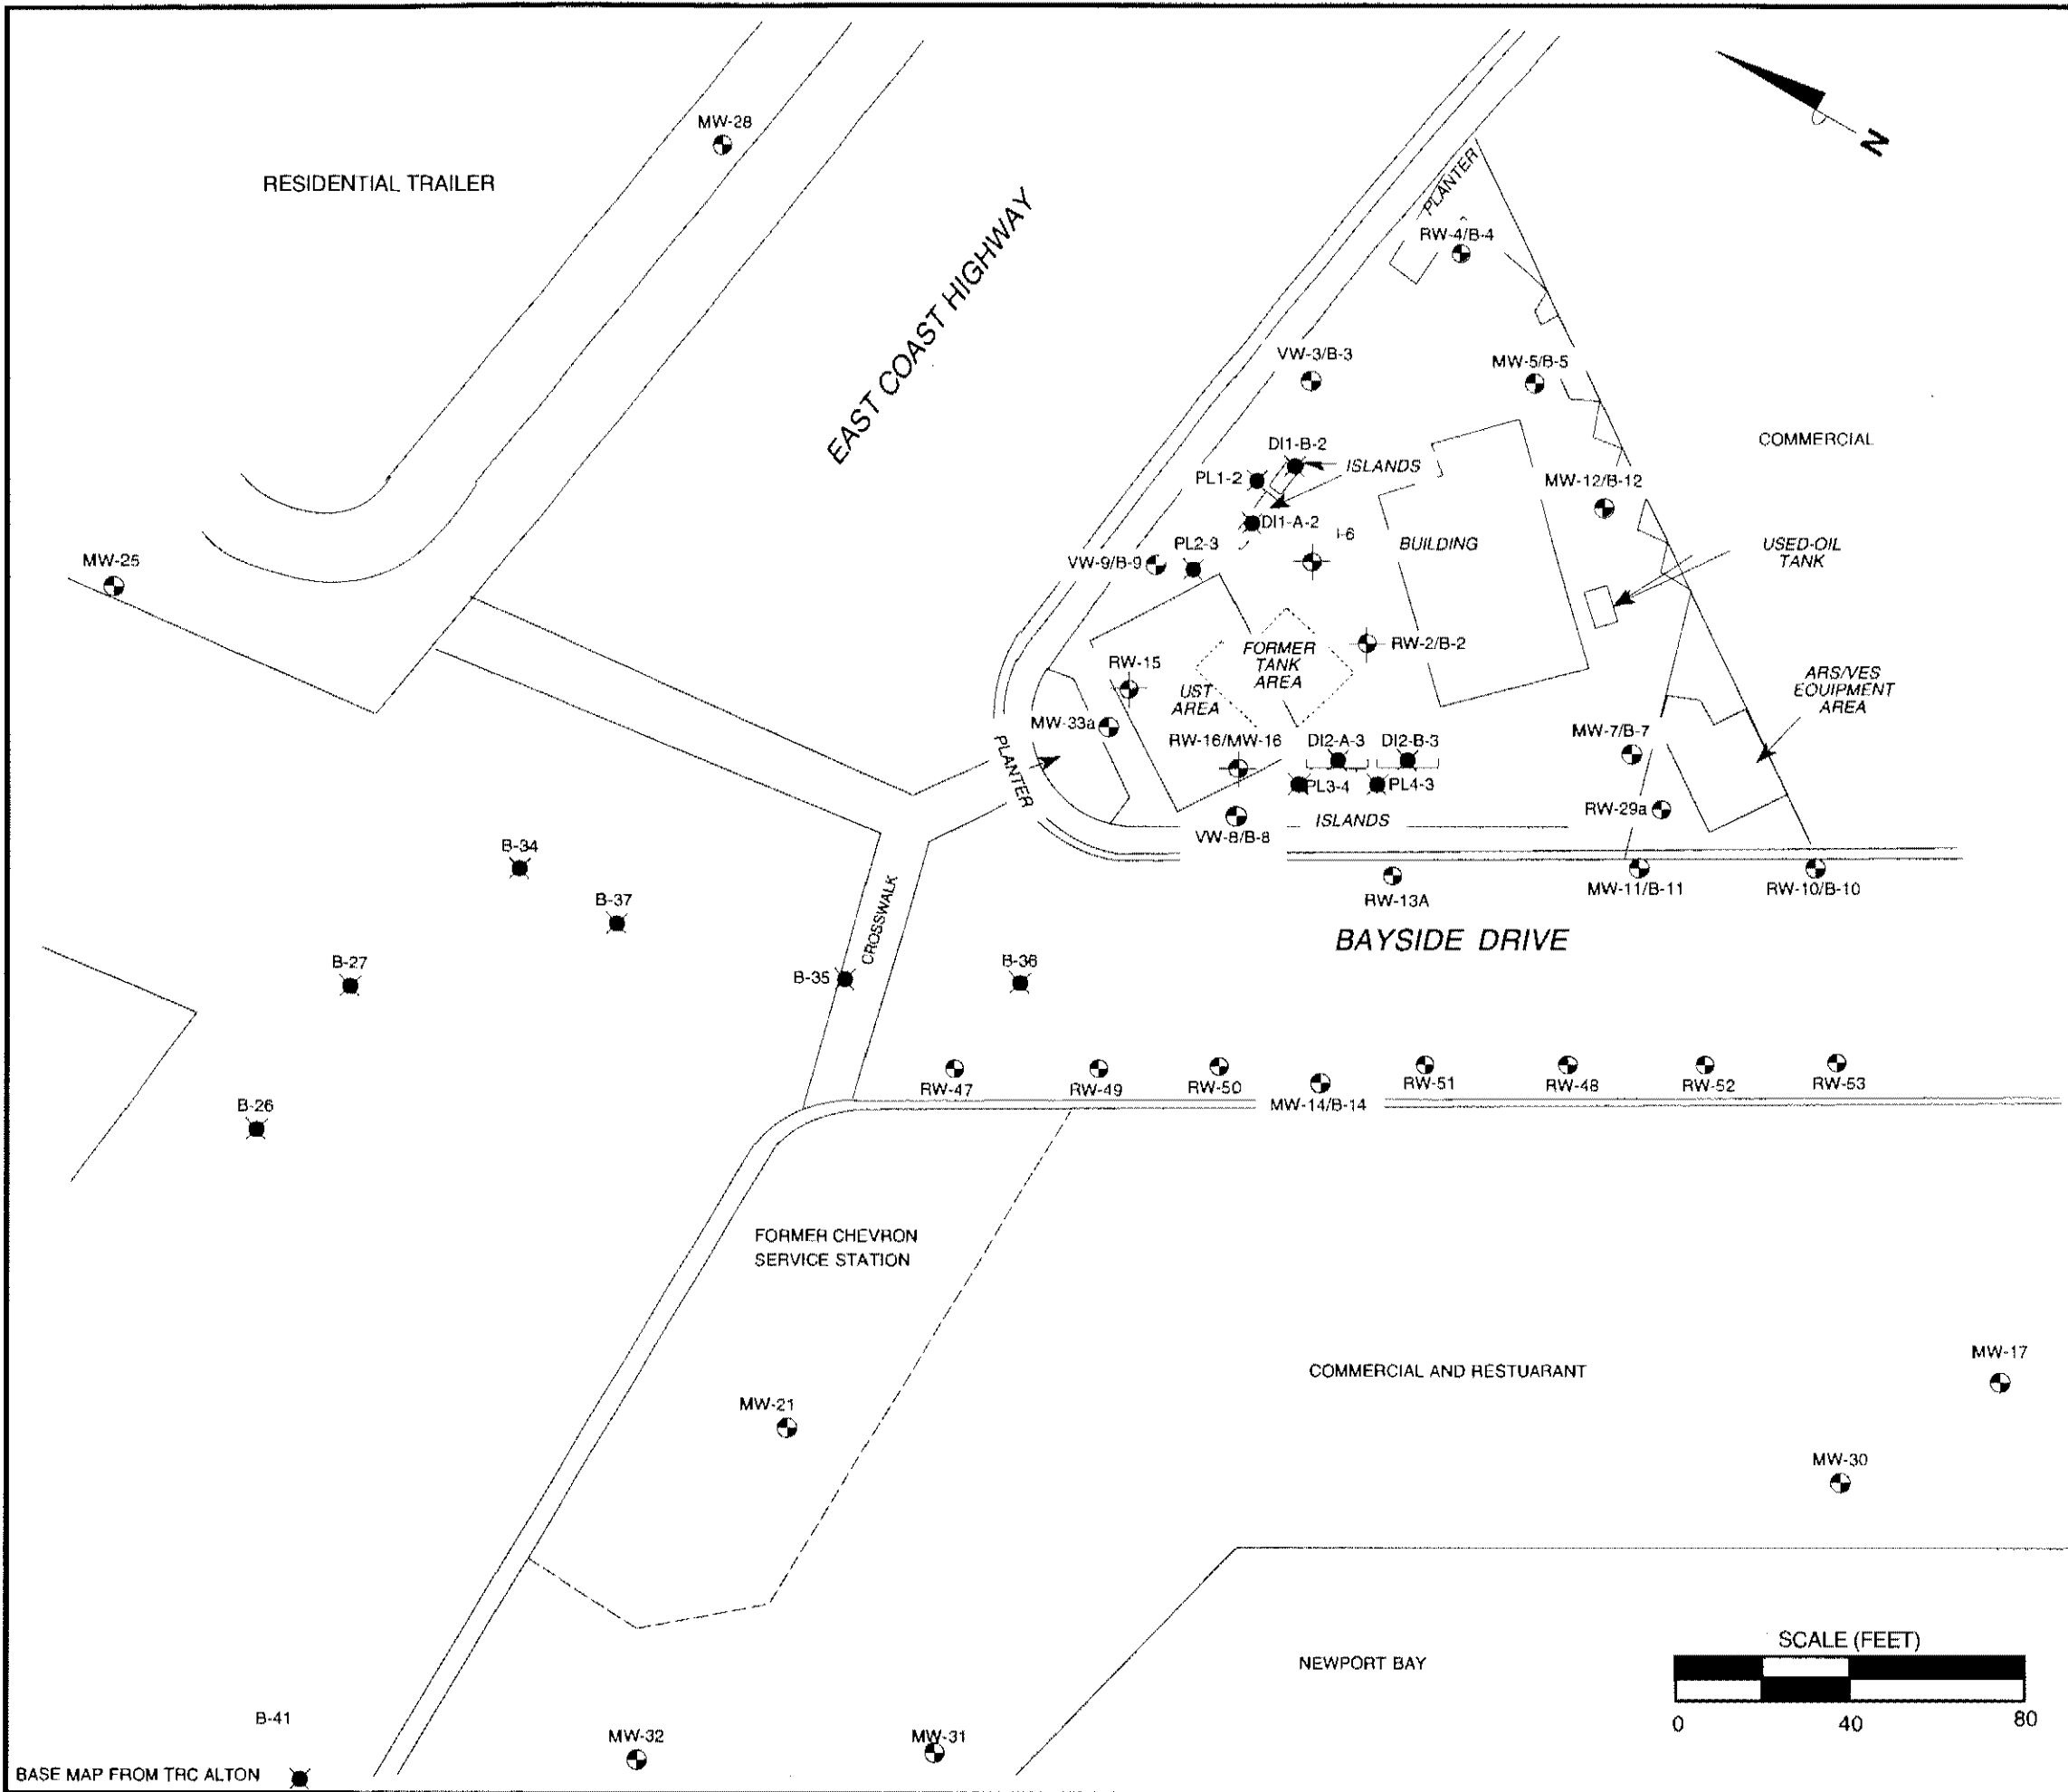 MW-28
RESIDENTIAL TRAILER
N
PLANTER
RW-4/B-4
EAST COAST HIGHWAY
VW-3/B-3
MW-5/B-5
COMMERCIAL
DI1-B-2
ISLANDS
PL1-2
MW-12/B-12
DI1-A-2
I-6
BUILDING
USED-OIL
TANK
PL2-3
VW-9/B-9
MW-25
RW-2/B-2
FORMER
TANK
AREA
RW-15
UST
AREA
ARS/VES
EQUIPMENT
AREA
MW-33a
RW-16/MW-16
DI2-A-3
DI2-B-3
MW-7/B-7
PLANTER
PL3-4
PL4-3
RW-29a
ISLANDS
VW-8/B-8
B-34
B-37
CROSSWALK
RW-13A
MW-11/B-11
RW-10/B-10
BAYSIDE DRIVE
B-27
B-35
B-36
RW-47
RW-49
RW-50
MW-14/B-14
RW-51
RW-48
RW-52
RW-53
B-26
FORMER CHEVRON
SERVICE STATION
COMMERCIAL AND RESTUARANT
MW-17
MW-21
MW-30
SCALE (FEET)
NEWPORT BAY
0 40 80
B-41
MW-32
MW-31
BASE MAP FROM TRC ALTON